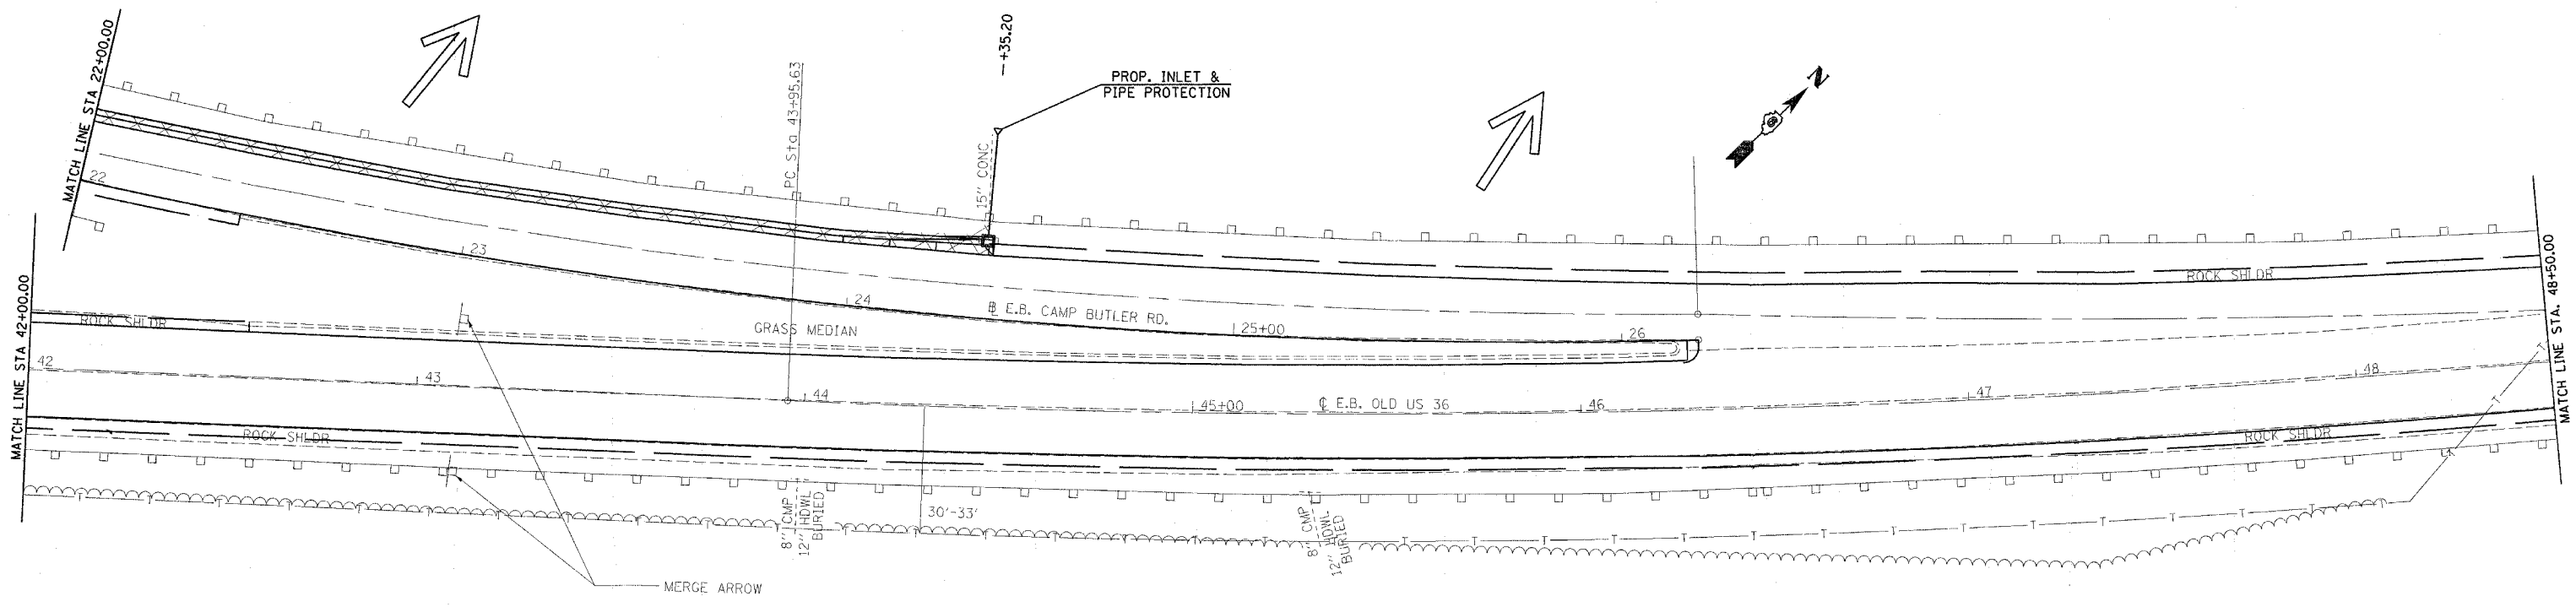 MATCH LINE STA 22+00.00
-+35.20
PROP. INLET &
PIPE PROTECTION
N
PC Sta 43+95.63
15" CONC
22
23
24
℄ E.B. CAMP BUTLER RD.
25+00
26
ROCK SHLDR
MATCH LINE STA 42+00.00
ROCK SHLDR
GRASS MEDIAN
42
43
44
45+00
℄ E.B. OLD US 36
46
47
48
MATCH LINE STA. 48+50.00
ROCK SHLDR
ROCK SHLDR
8" CMP
12" HDWL
BURIED
30'-33'
8" CMP
12" HDWL
BURIED
MERGE ARROW
T T T T T T T T T T T T